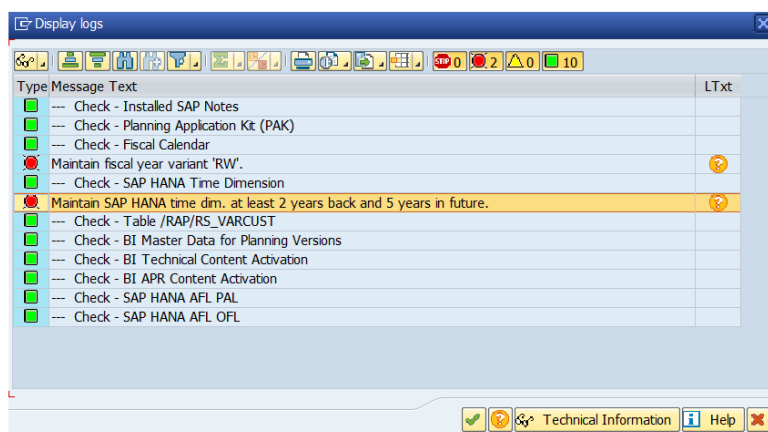 Display logs
STOP 0 2 0 10
Type Message Text LTxt
--- Check - Installed SAP Notes
--- Check - Planning Application Kit (PAK)
--- Check - Fiscal Calendar
Maintain fiscal year variant 'RW'.
--- Check - SAP HANA Time Dimension
Maintain SAP HANA time dim. at least 2 years back and 5 years in future.
--- Check - Table /RAP/RS_VARCUST
--- Check - BI Master Data for Planning Versions
--- Check - BI Technical Content Activation
--- Check - BI APR Content Activation
--- Check - SAP HANA AFL PAL
--- Check - SAP HANA AFL OFL
Technical Information i Help